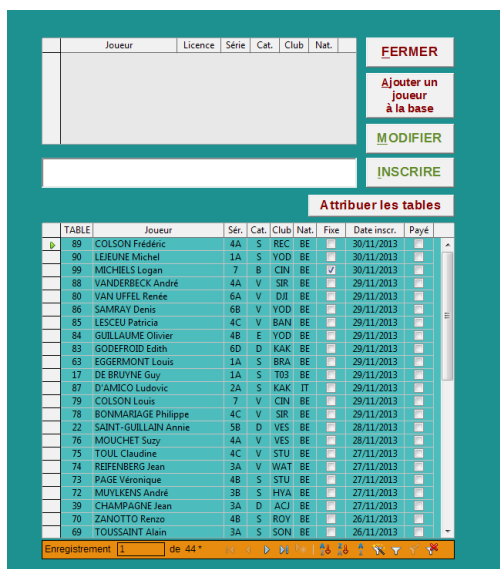 Joueur Licence Série Cat. Club Nat.
FERMER
Ajouter un
joueur
à la base
MODIFIER
INSCRIRE
Attribuer les tables
TABLE Joueur Sér. Cat. Club Nat. Fixe Date inscr. Payé
89 COLSON Frédéric 4A S REC BE 30/11/2013
90 LEJEUNE Michel 1A S YOD BE 30/11/2013
99 MICHIELS Logan 7 B CIN BE 30/11/2013
88 VANDERBECK André 4A V SIR BE 29/11/2013
80 VAN UFFEL Renée 6A V DJI BE 29/11/2013
86 SAMRAY Denis 6B V YOD BE 29/11/2013
85 LESCEU Patricia 4C V BAN BE 29/11/2013
84 GUILLAUME Olivier 4B E YOD BE 29/11/2013
83 GODEFROID Edith 6D D KAK BE 29/11/2013
63 EGGERMONT Louis 1A S BRA BE 29/11/2013
17 DE BRUYNE Guy 1A S T03 BE 29/11/2013
87 D'AMICO Ludovic 2A S KAK IT 29/11/2013
79 COLSON Louis 7 V CIN BE 29/11/2013
78 BONMARIAGE Philippe 4C V SIR BE 29/11/2013
22 SAINT-GUILLAIN Annie 5B D VES BE 28/11/2013
76 MOUCHET Suzy 4A V VES BE 28/11/2013
75 TOUL Claudine 4C V STU BE 27/11/2013
74 REIFENBERG Jean 3A V WAT BE 27/11/2013
73 PAGE Véronique 4B S STU BE 27/11/2013
72 MUYLKENS André 3B S HYA BE 27/11/2013
39 CHAMPAGNE Jean 3A D ACJ BE 27/11/2013
70 ZANOTTO Renzo 4B S ROY BE 26/11/2013
69 TOUSSAINT Alain 3A S SON BE 26/11/2013
Enregistrement 1 de 44 *